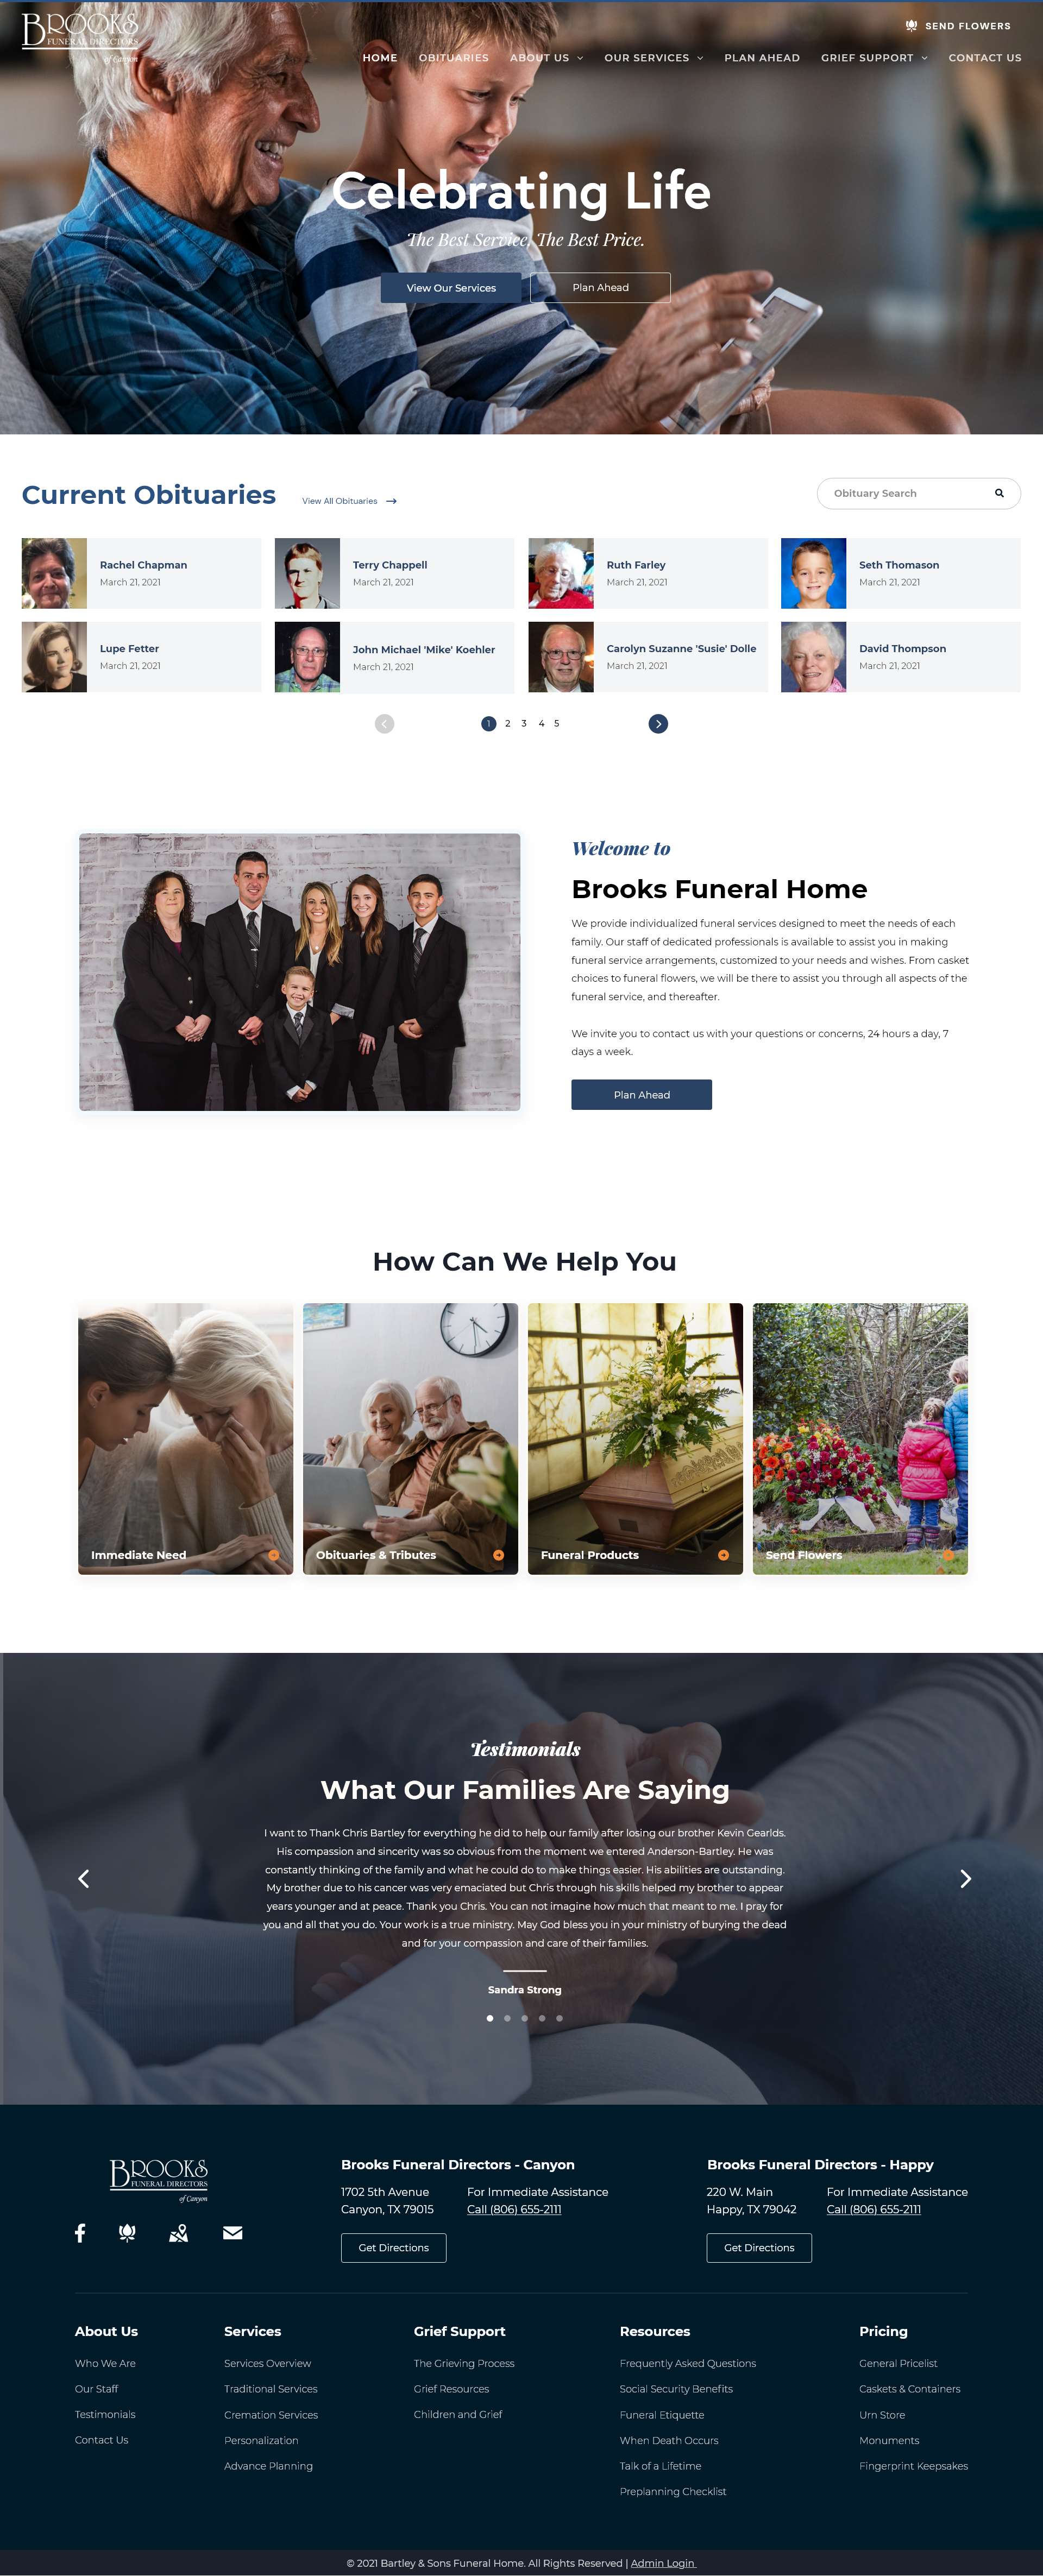 BROOKS
FUNERAL DIRECTORS
of Canyon
SEND FLOWERS
HOME OBITUARIES ABOUT US OUR SERVICES PLAN AHEAD GRIEF SUPPORT CONTACT US
Celebrating Life
The Best Service, The Best Price.
View Our Services Plan Ahead
Current Obituaries View All Obituaries Obituary Search
Rachel Chapman
March 21, 2021
Terry Chappell
March 21, 2021
Ruth Farley
March 21, 2021
Seth Thomason
March 21, 2021
Lupe Fetter
March 21, 2021
John Michael 'Mike' Koehler
March 21, 2021
Carolyn Suzanne 'Susie' Dolle
March 21, 2021
David Thompson
March 21, 2021
1 2 3 4 5
Welcome to
Brooks Funeral Home
We provide individualized funeral services designed to meet the needs of each
family. Our staff of dedicated professionals is available to assist you in making
funeral service arrangements, customized to your needs and wishes. From casket
choices to funeral flowers, we will be there to assist you through all aspects of the
funeral service, and thereafter.
We invite you to contact us with your questions or concerns, 24 hours a day, 7
days a week.
Plan Ahead
How Can We Help You
Immediate Need
Obituaries & Tributes
Funeral Products
Send Flowers
Testimonials
What Our Families Are Saying
I want to Thank Chris Bartley for everything he did to help our family after losing our brother Kevin Gearlds.
His compassion and sincerity was so obvious from the moment we entered Anderson-Bartley. He was
constantly thinking of the family and what he could do to make things easier. His abilities are outstanding.
My brother due to his cancer was very emaciated but Chris through his skills helped my brother to appear
years younger and at peace. Thank you Chris. You can not imagine how much that meant to me. I pray for
you and all that you do. Your work is a true ministry. May God bless you in your ministry of burying the dead
and for your compassion and care of their families.
Sandra Strong
BROOKS
FUNERAL DIRECTORS
of Canyon
Brooks Funeral Directors - Canyon
1702 5th Avenue
Canyon, TX 79015
For Immediate Assistance
Call (806) 655-2111
Get Directions
Brooks Funeral Directors - Happy
220 W. Main
Happy, TX 79042
For Immediate Assistance
Call (806) 655-2111
Get Directions
About Us
Who We Are
Our Staff
Testimonials
Contact Us
Services
Services Overview
Traditional Services
Cremation Services
Personalization
Advance Planning
Grief Support
The Grieving Process
Grief Resources
Children and Grief
Resources
Frequently Asked Questions
Social Security Benefits
Funeral Etiquette
When Death Occurs
Talk of a Lifetime
Preplanning Checklist
Pricing
General Pricelist
Caskets & Containers
Urn Store
Monuments
Fingerprint Keepsakes
© 2021 Bartley & Sons Funeral Home. All Rights Reserved | Admin Login